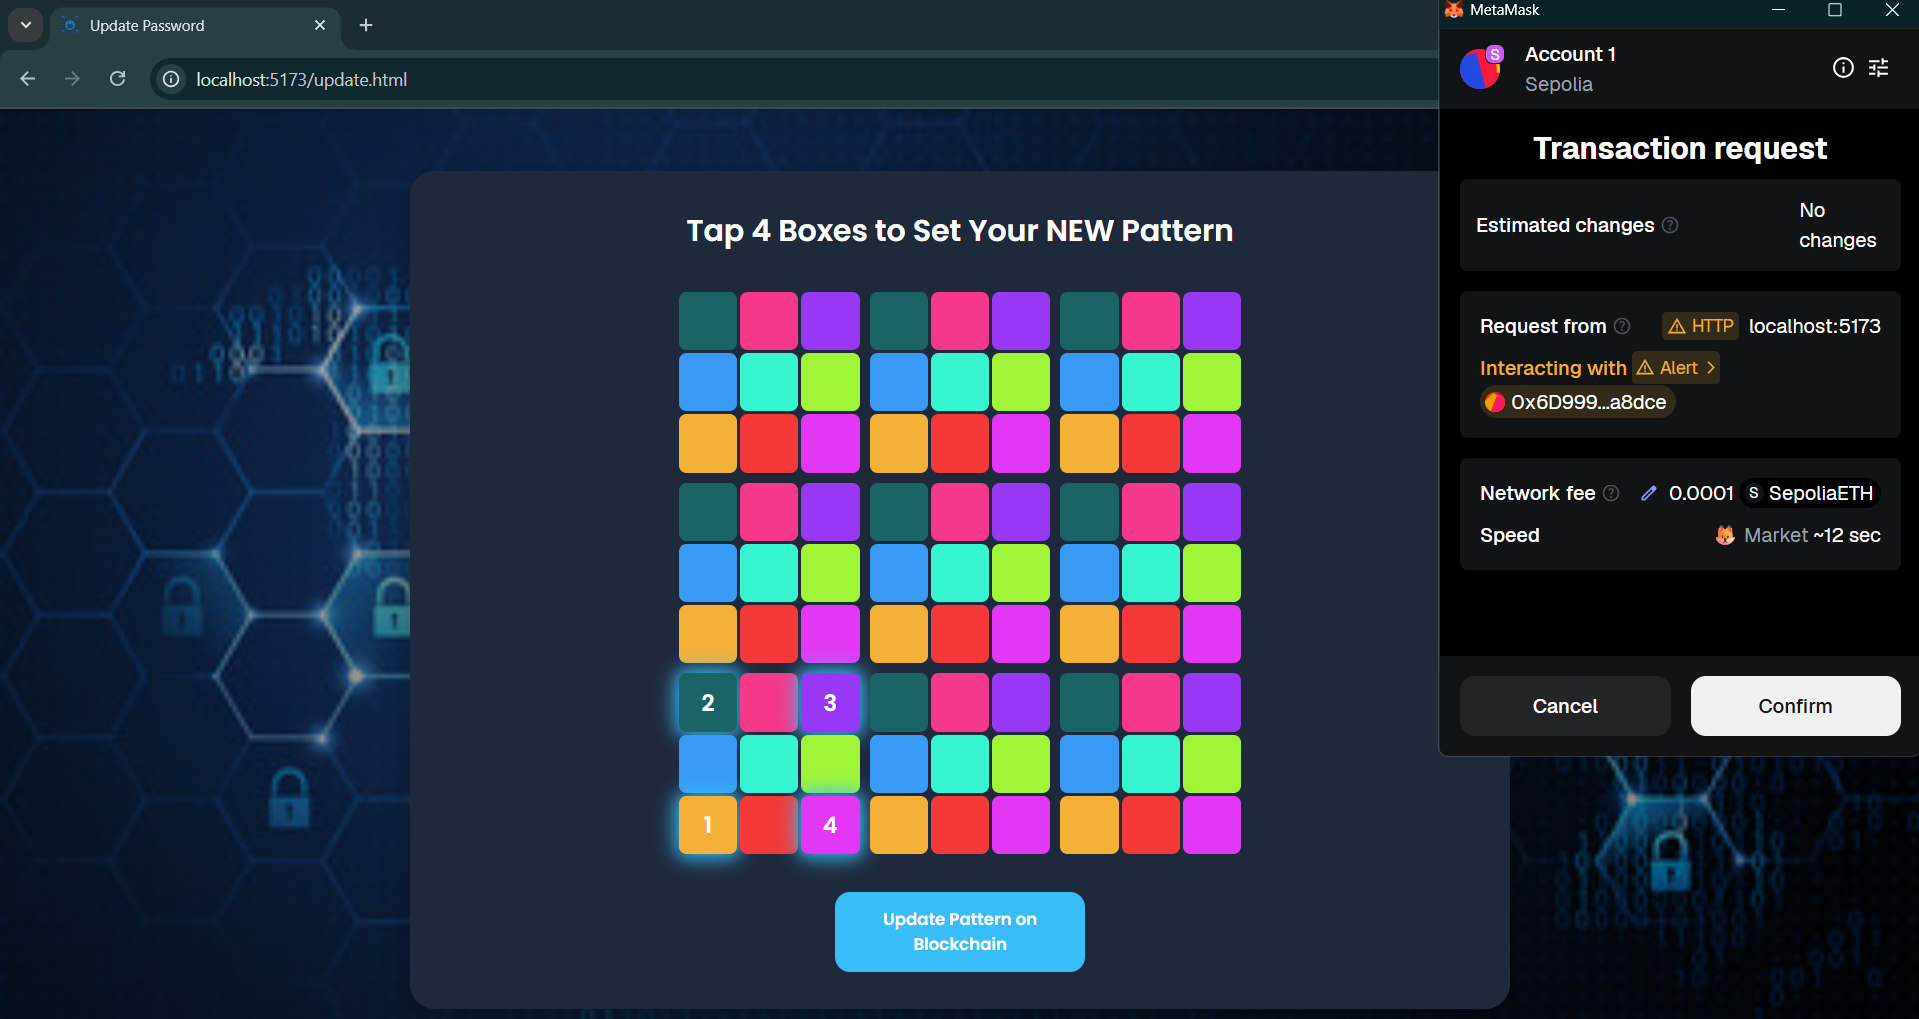 Update Password
localhost:5173/update.html
Tap 4 Boxes to Set Your NEW Pattern
2 3
1 4
Update Pattern on
Blockchain
MetaMask
S
Account 1
Sepolia
Transaction request
Estimated changes
No
changes
Request from HTTP localhost:5173
Interacting with Alert
0x6D999...a8dce
Network fee 0.0001 S SepoliaETH
Speed Market ~12 sec
Cancel Confirm